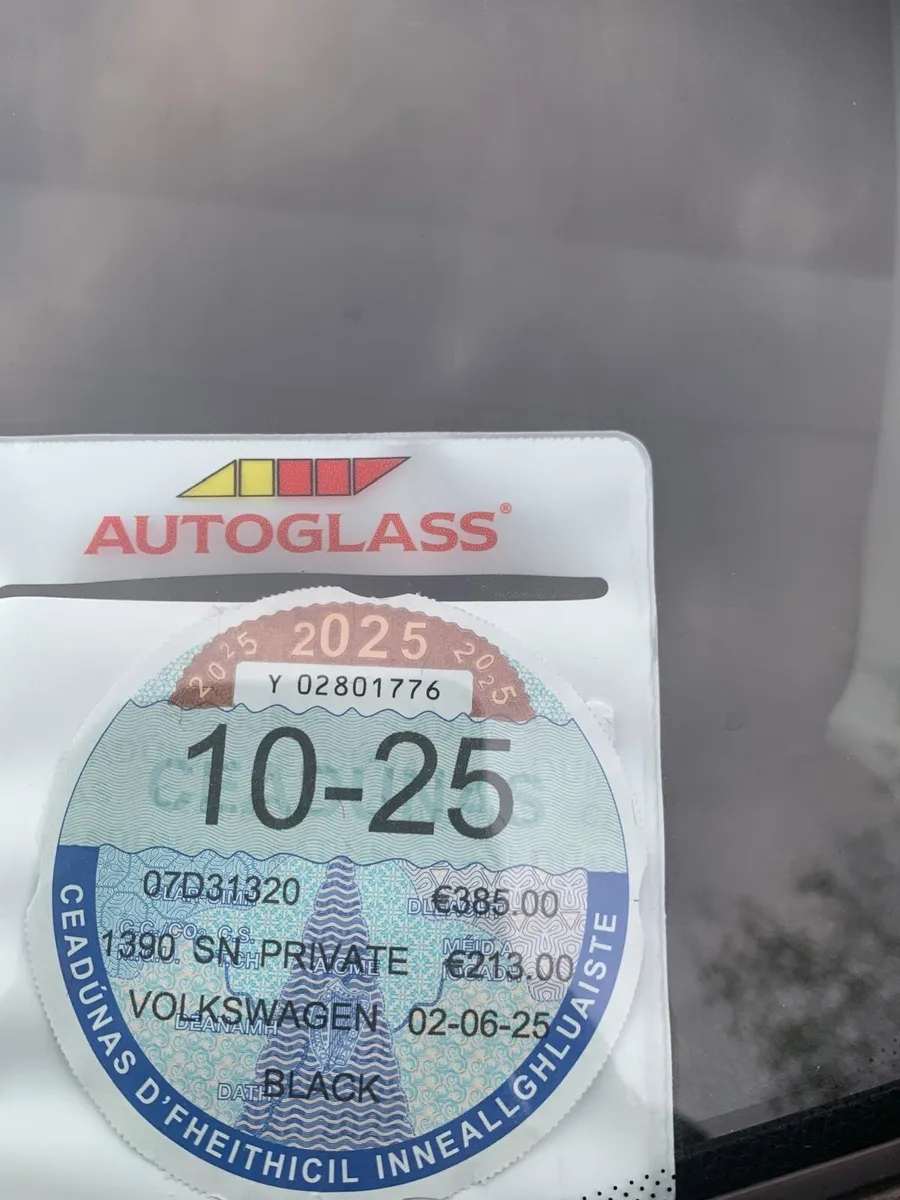 AUTOGLASS®
2025 2025 2025
Y 02801776
10-25
07D31320 €385.00
1390 SN PRIVATE €213.00
VOLKSWAGEN 02-06-25
DÉANAMH
BLACK
CEADÚNAS D'FHEITHICIL INNEALLGHLUAISTE